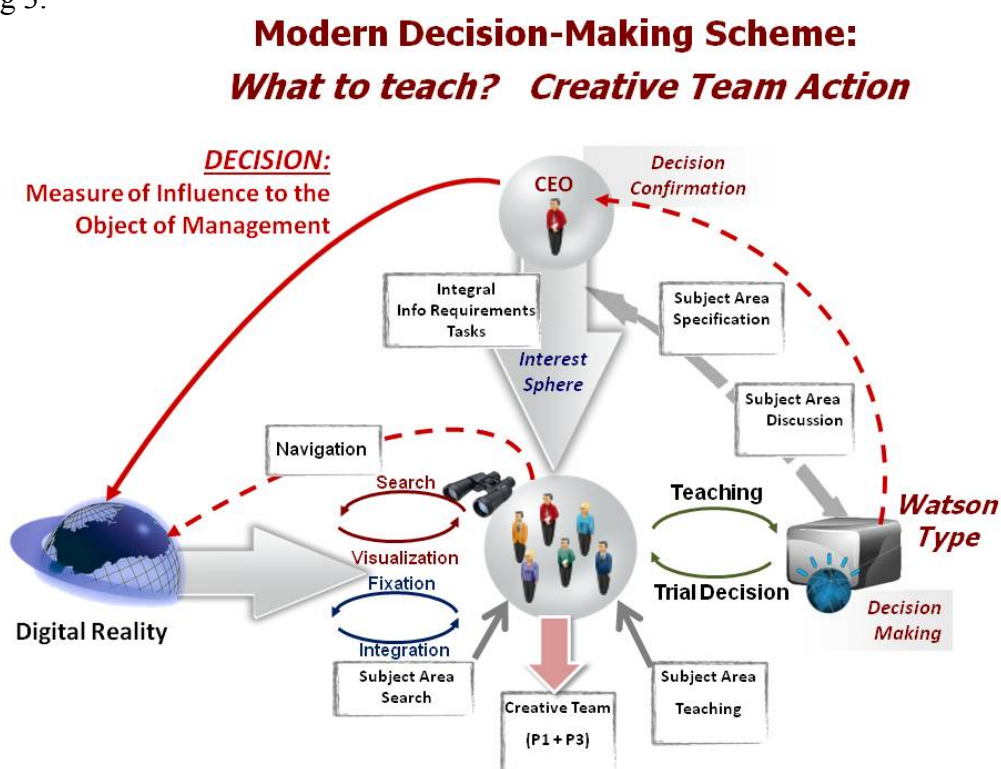 g 3.
Modern Decision-Making Scheme:
What to teach? Creative Team Action
DECISION:
Measure of Influence to the
Object of Management
CEO
Decision
Confirmation
Integral
Info Requirements
Tasks
Subject Area
Specification
Interest
Sphere
Subject Area
Discussion
Navigation
Search
Visualization
Fixation
Integration
Teaching
Trial Decision
Watson
Type
Decision
Making
Digital Reality
Subject Area
Search
Creative Team
(P1 + P3)
Subject Area
Teaching